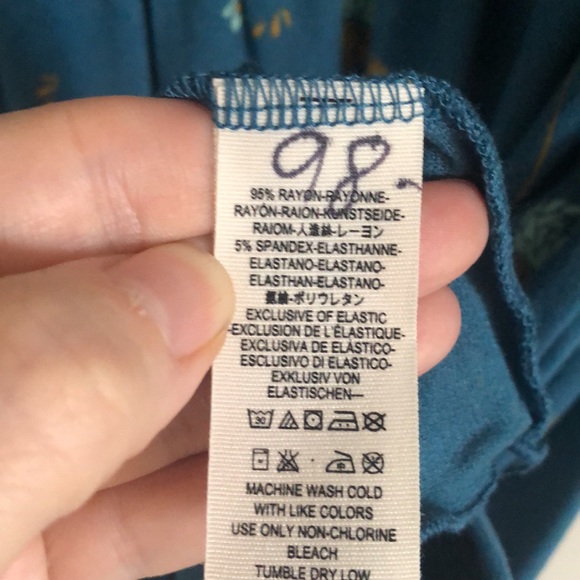 98-
95% RAYON-RAYONNE-
RAYÓN-RAION-KUNSTSEIDE-
RAIOM-人造絲-レーヨン
5% SPANDEX-ELASTHANNE-
ELASTANO-ELASTANO-
ELASTHAN-ELASTANO-
氨綸-ポリウレタン
EXCLUSIVE OF ELASTIC
-EXCLUSION DE L'ÉLASTIQUE-
EXCLUSIVA DE ELÁSTICO-
ESCLUSIVO DI ELASTICO-
EXKLUSIV VON
ELASTISCHEN—
30
MACHINE WASH COLD
WITH LIKE COLORS
USE ONLY NON-CHLORINE
BLEACH
TUMBLE DRY LOW